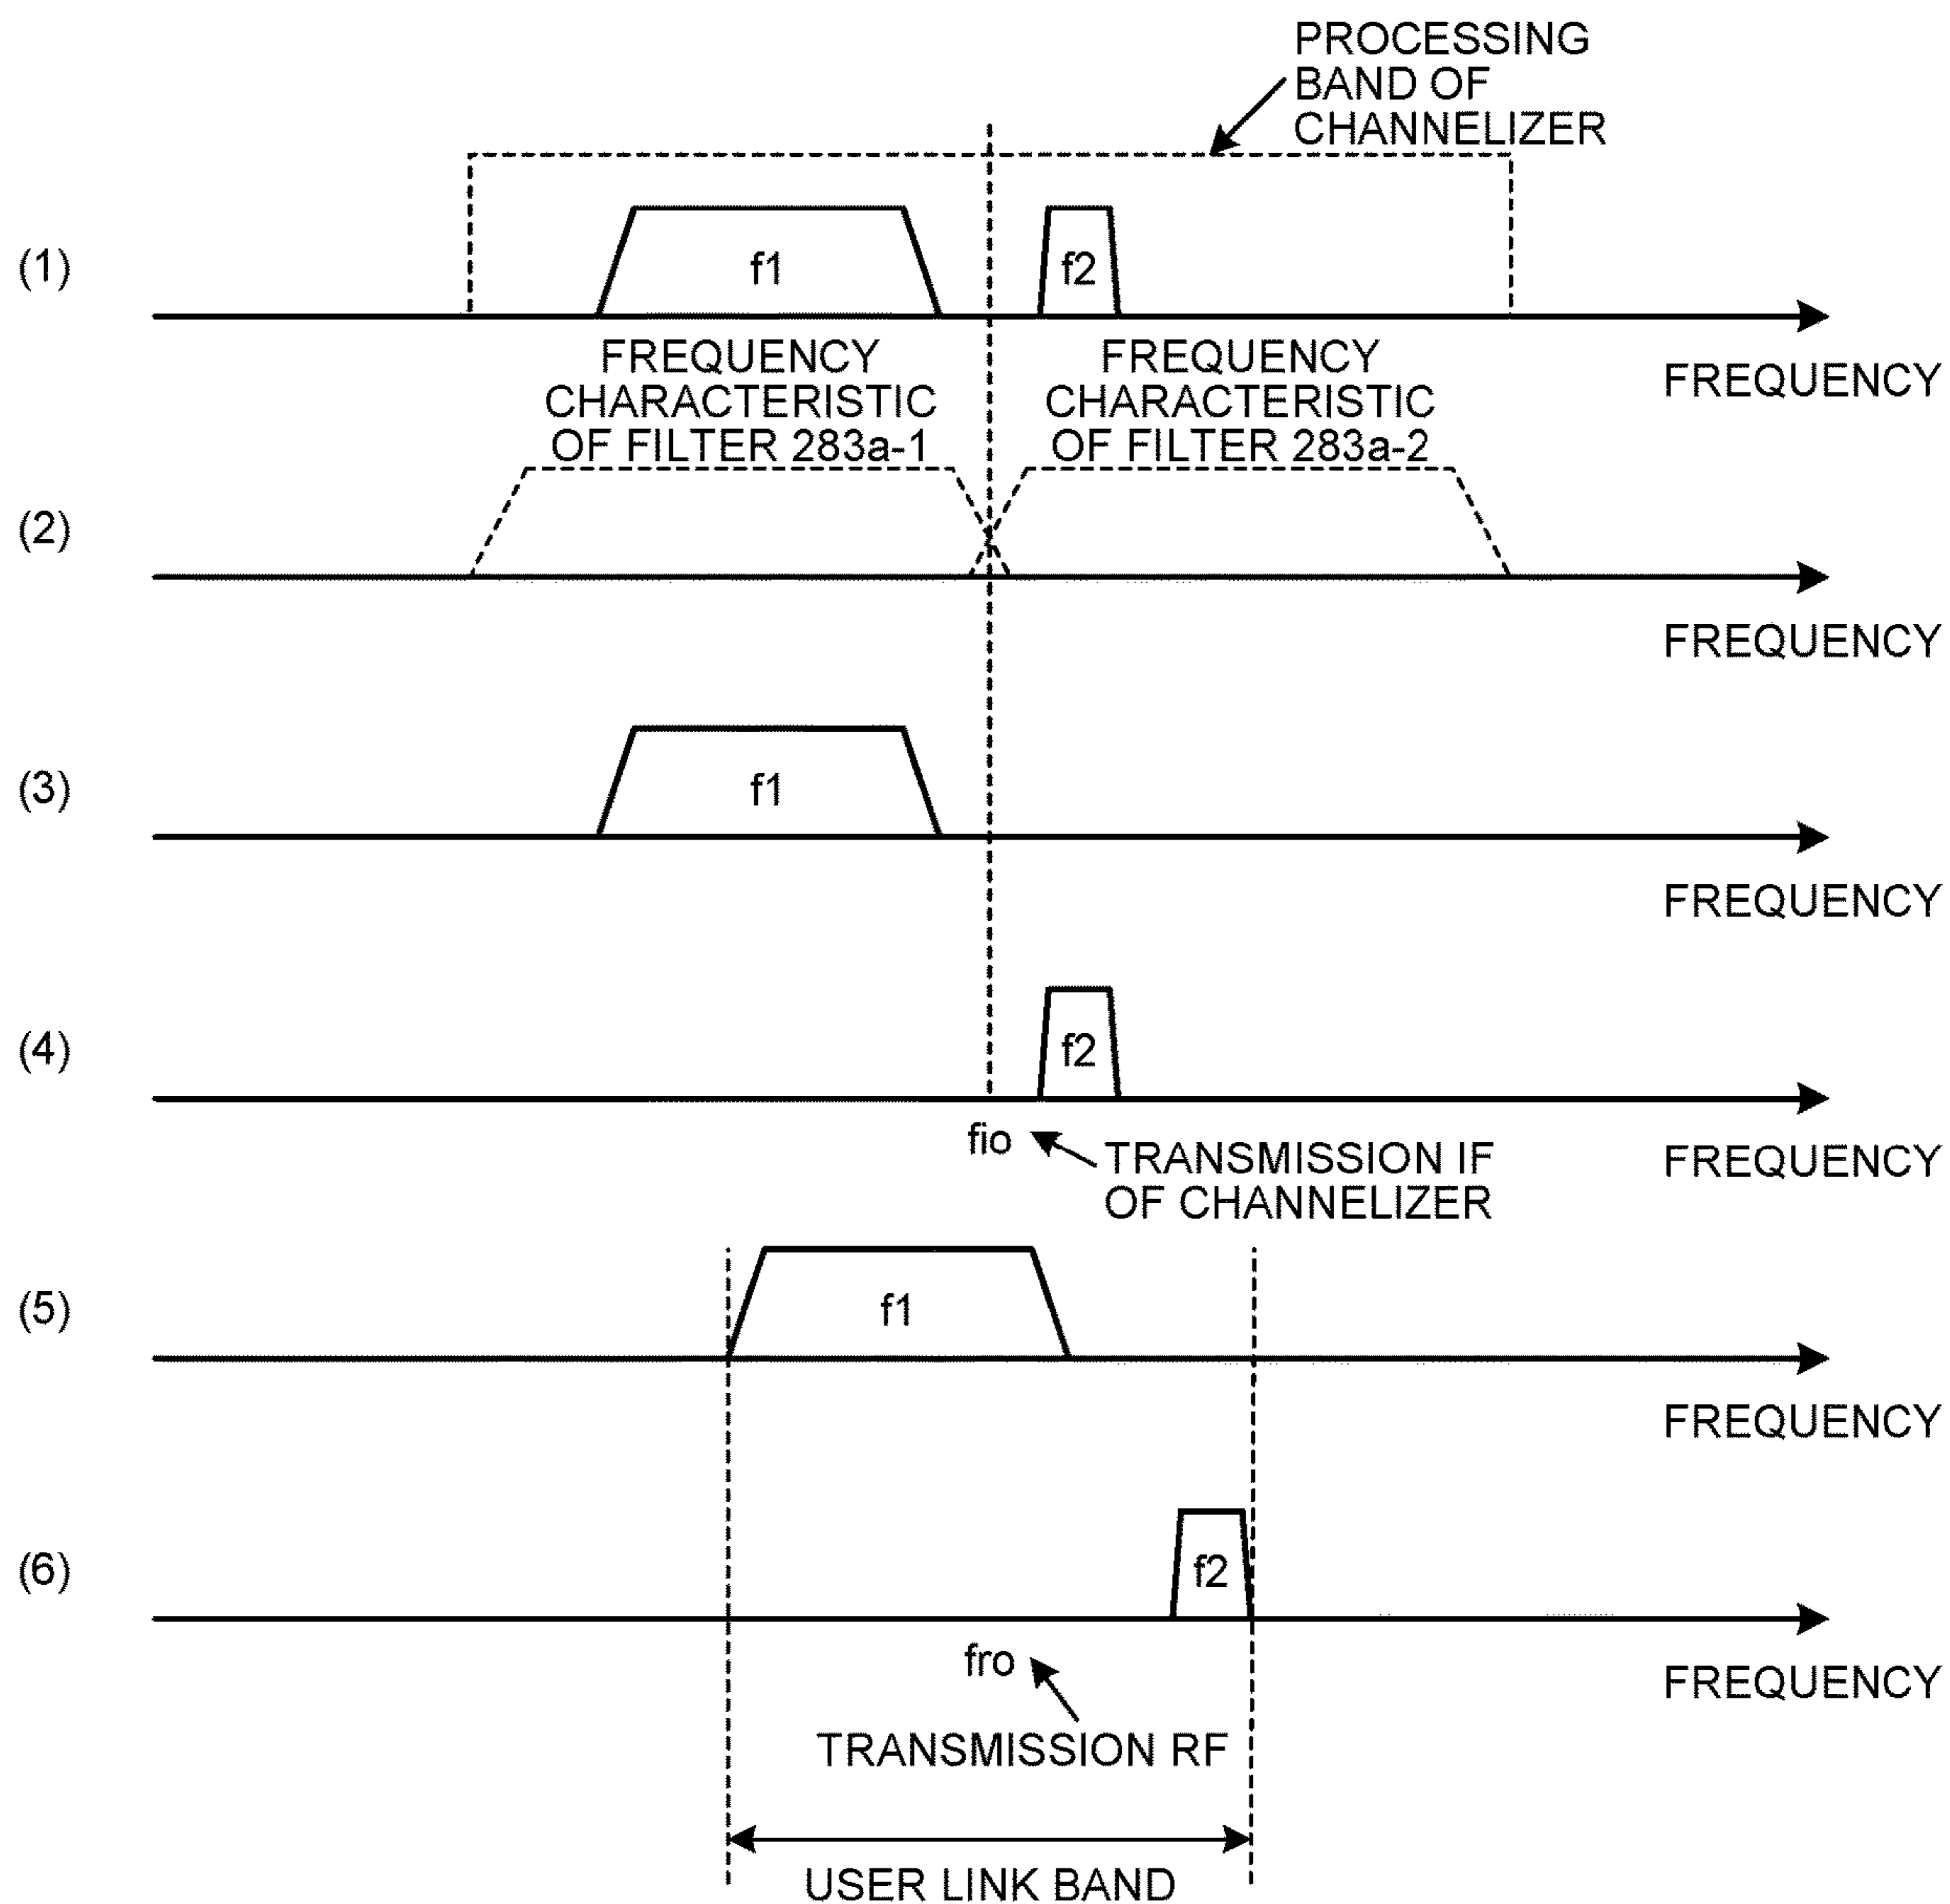 PROCESSING
BAND OF
CHANNELIZER
(1)
f1
f2
FREQUENCY
FREQUENCY
CHARACTERISTIC
OF FILTER 283a-1
FREQUENCY
CHARACTERISTIC
OF FILTER 283a-2
(2)
FREQUENCY
(3)
f1
FREQUENCY
(4)
f2
FREQUENCY
fio
TRANSMISSION IF
OF CHANNELIZER
(5)
f1
FREQUENCY
(6)
f2
FREQUENCY
fro
TRANSMISSION RF
USER LINK BAND